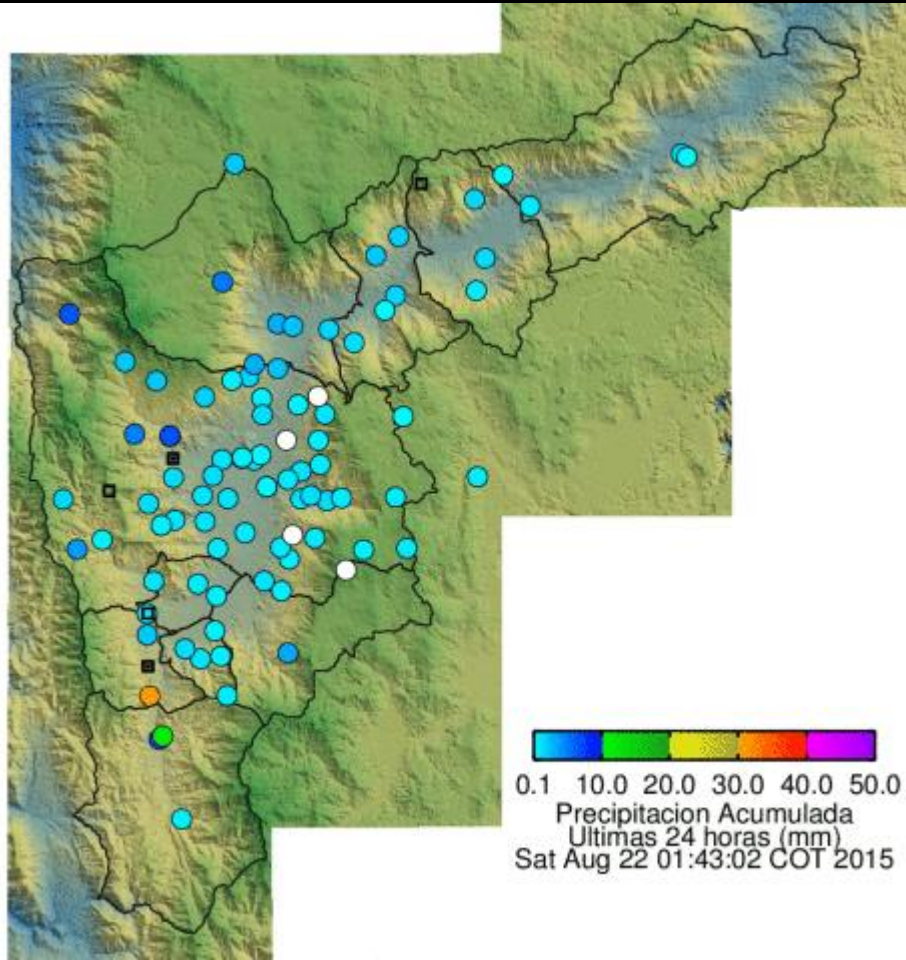 0.1 10.0 20.0 30.0 40.0 50.0
Precipitacion Acumulada
Ultimas 24 horas (mm)
Sat Aug 22 01:43:02 COT 2015